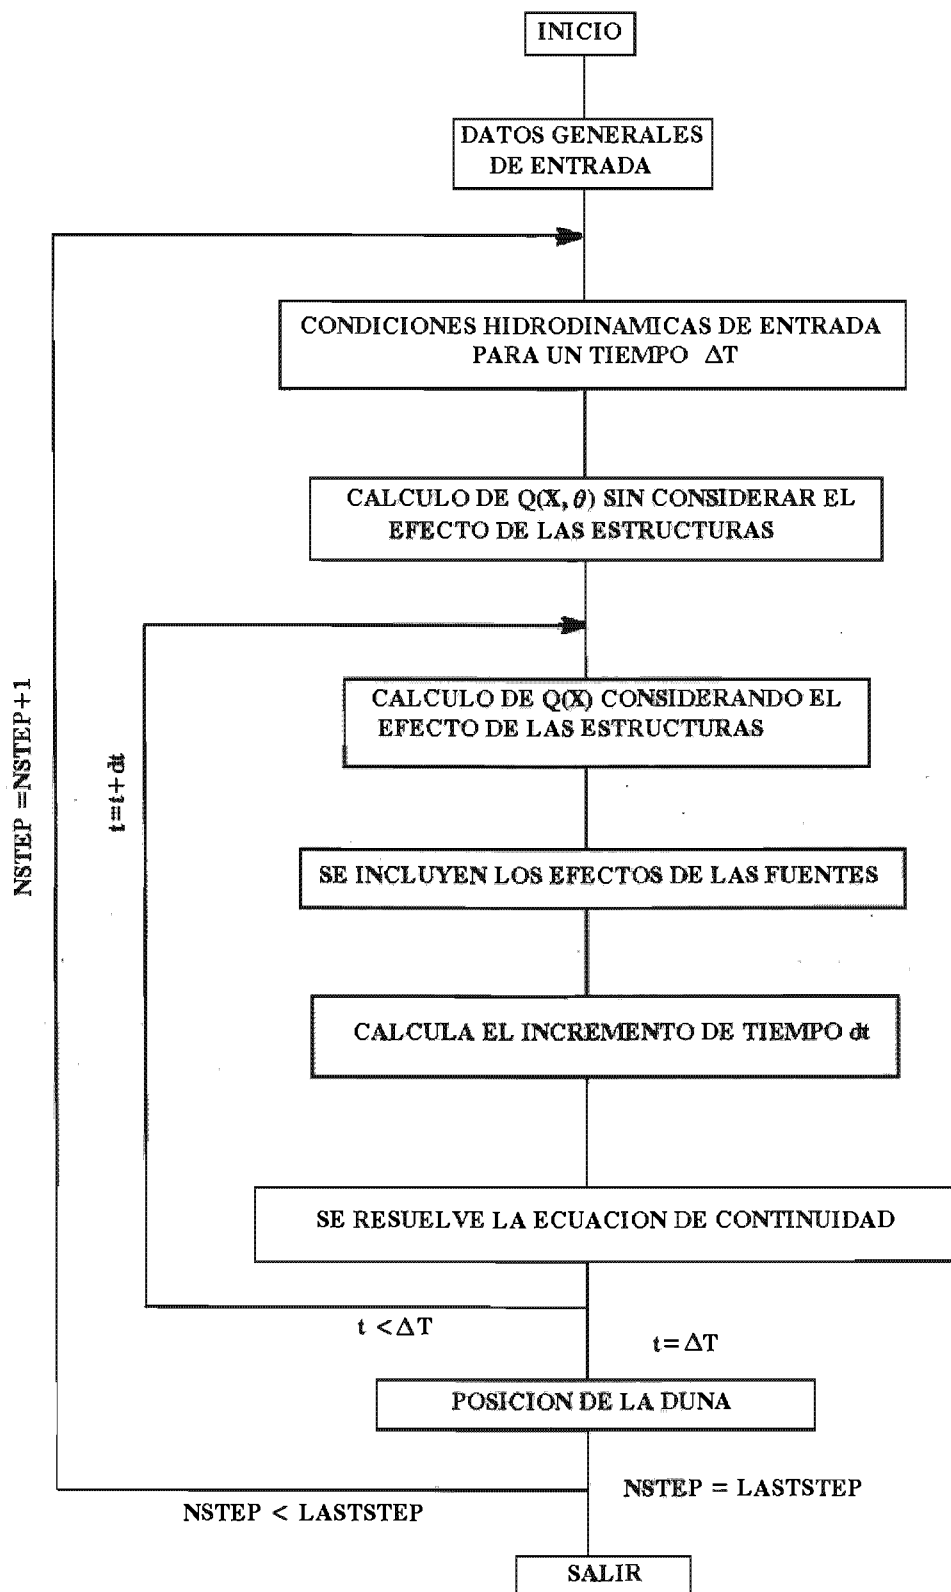 INICIO
DATOS GENERALES
DE ENTRADA
CONDICIONES HIDRODINAMICAS DE ENTRADA
PARA UN TIEMPO ΔT
CALCULO DE Q(X, θ) SIN CONSIDERAR EL
EFECTO DE LAS ESTRUCTURAS
CALCULO DE Q(X) CONSIDERANDO EL
EFECTO DE LAS ESTRUCTURAS
NSTEP =NSTEP+1
t=t+dt
SE INCLUYEN LOS EFECTOS DE LAS FUENTES
CALCULA EL INCREMENTO DE TIEMPO dt
SE RESUELVE LA ECUACION DE CONTINUIDAD
t <ΔT
t= ΔT
POSICION DE LA DUNA
NSTEP < LASTSTEP
NSTEP = LASTSTEP
SALIR